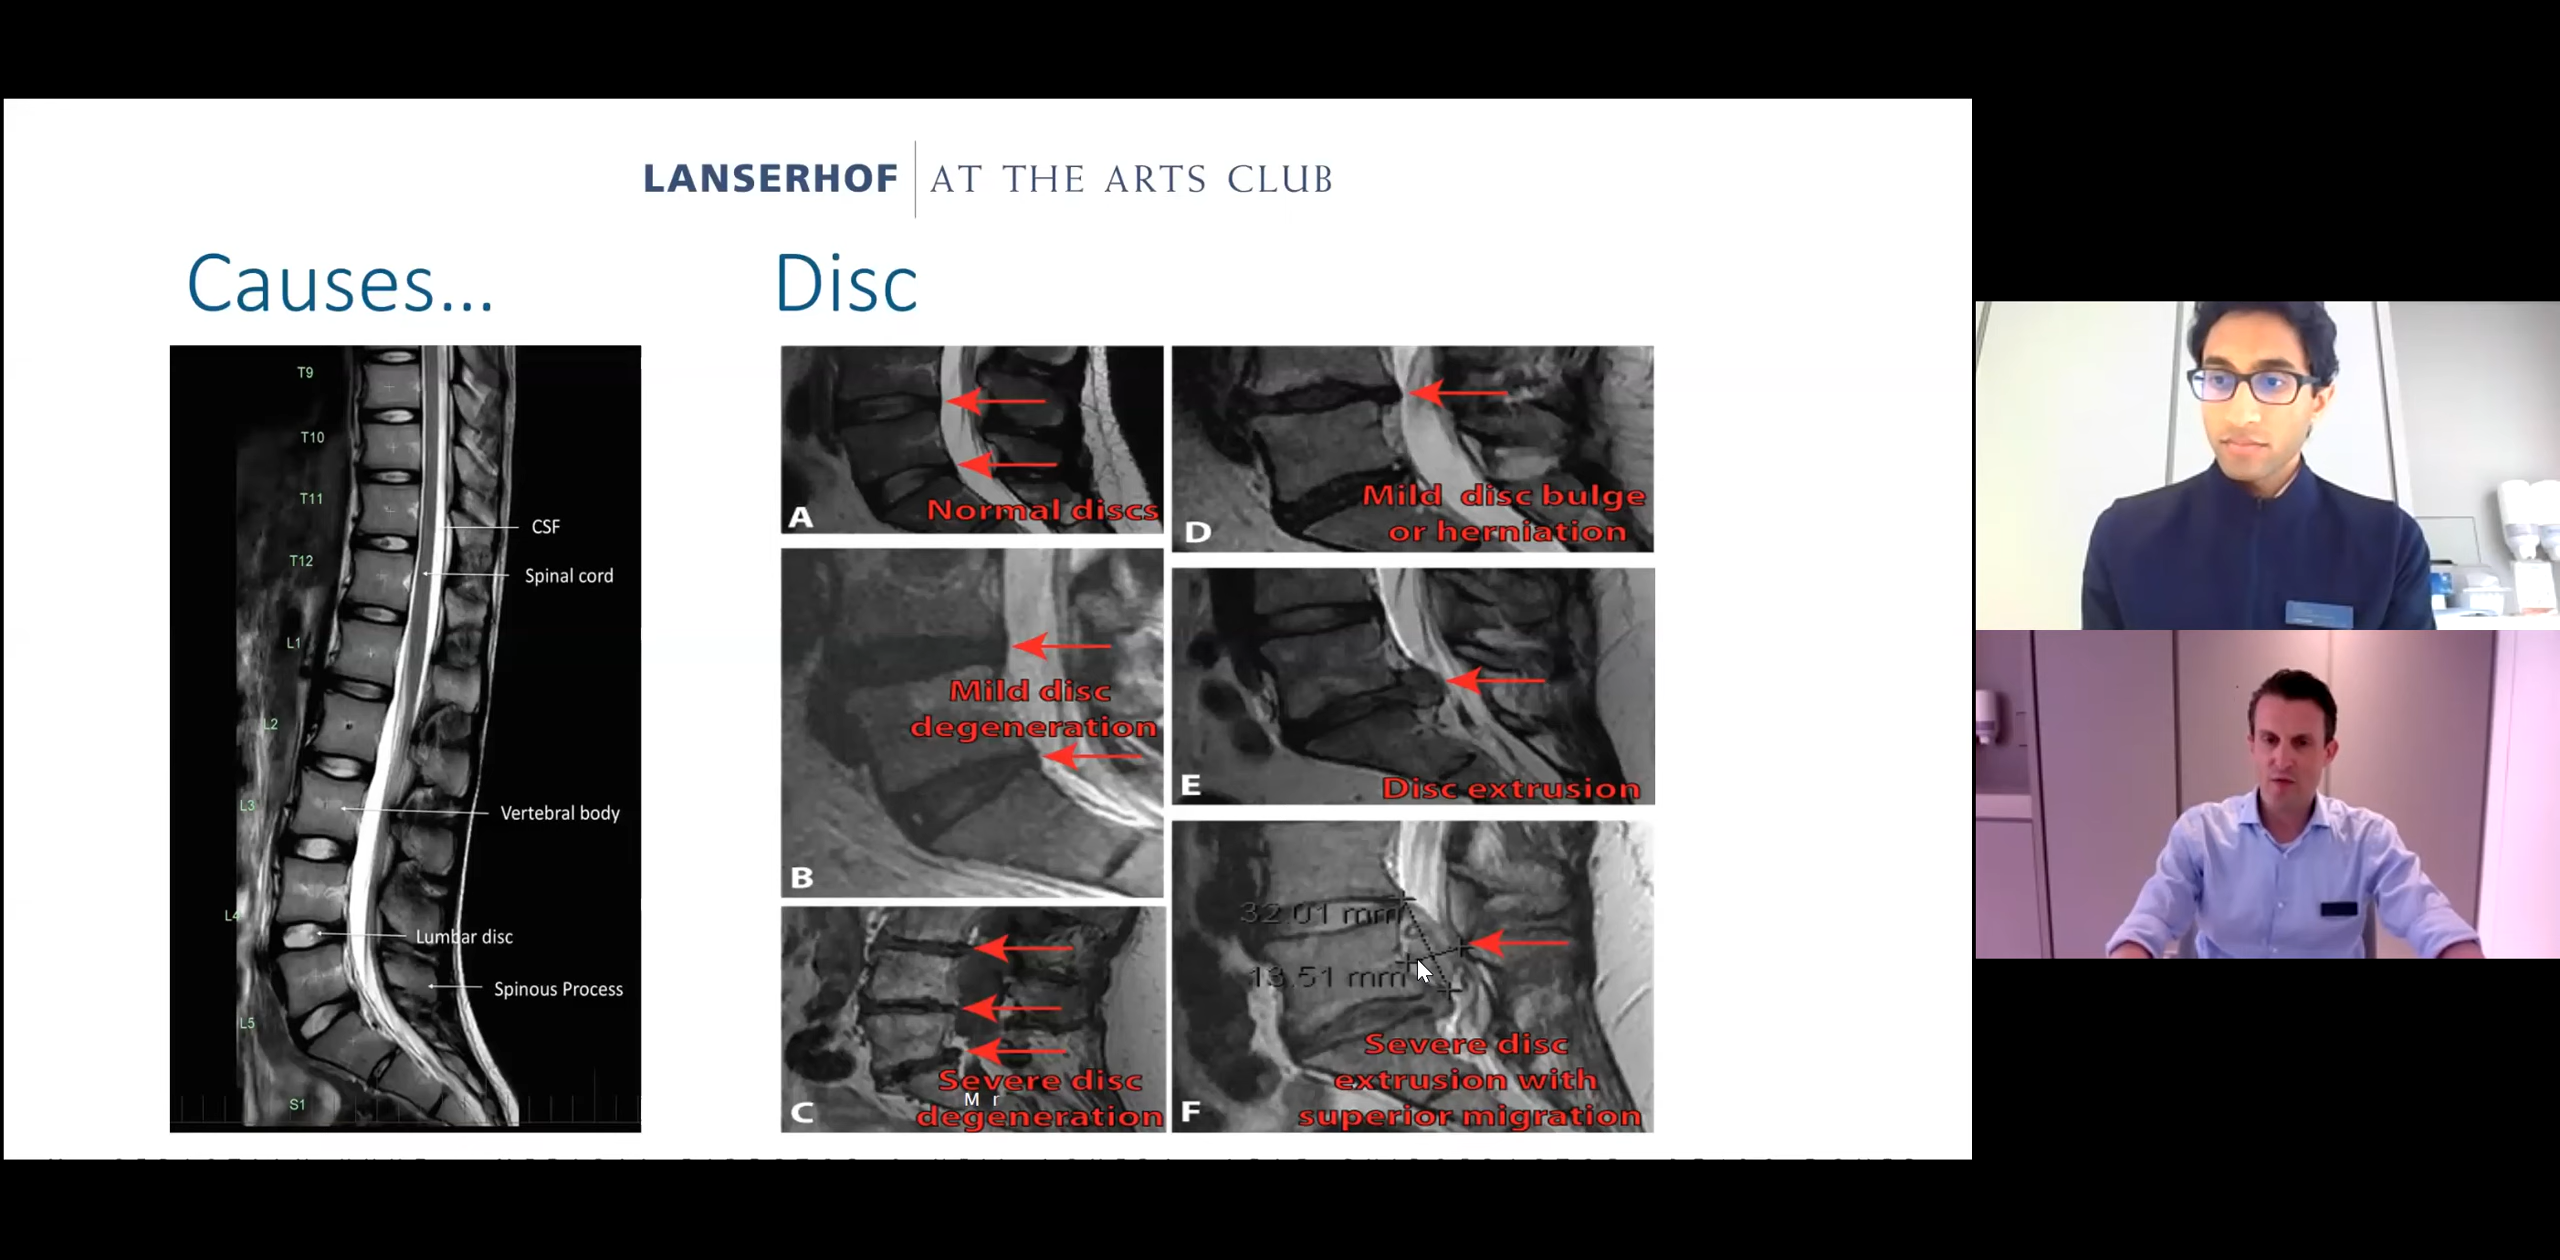 LANSERHOF AT THE ARTS CLUB
Causes...
Disc
T9
T10
T11
T12
L1
L2
L3
L4
L5
S1
CSF
Spinal cord
Vertebral body
Lumbar disc
Spinous Process
A
Normal discs
B
Mild disc
degeneration
C
Severe disc
M r
degeneration
D
Mild disc bulge
or herniation
E
Disc extrusion
F
32.01 mm
13.51 mm
Severe disc
extrusion with
superior migration